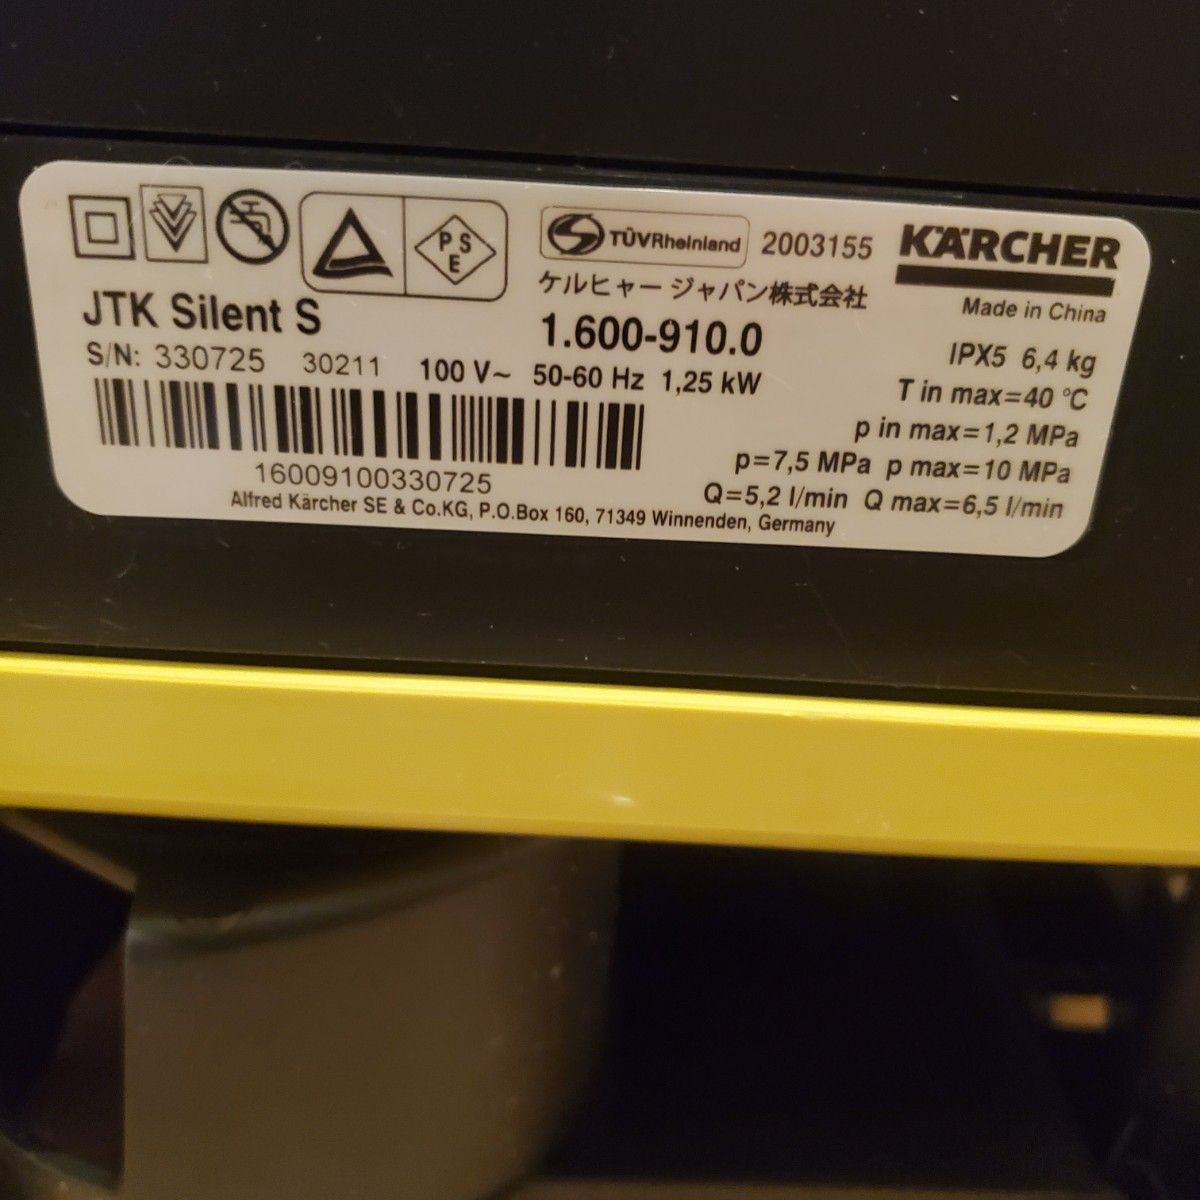 TÜVRheinland 2003155 KÄRCHER
PSE
ケルヒャー ジャパン株式会社
Made in China
JTK Silent S 1.600-910.0
IPX5 6,4 kg
S/N: 330725 30211 100 V~ 50-60 Hz 1,25 kW
T in max=40 °C
p in max=1,2 MPa
p=7,5 MPa p max=10 MPa
16009100330725
Q=5,2 l/min Q max=6,5 l/min
Alfred Kärcher SE & Co.KG, P.O.Box 160, 71349 Winnenden, Germany